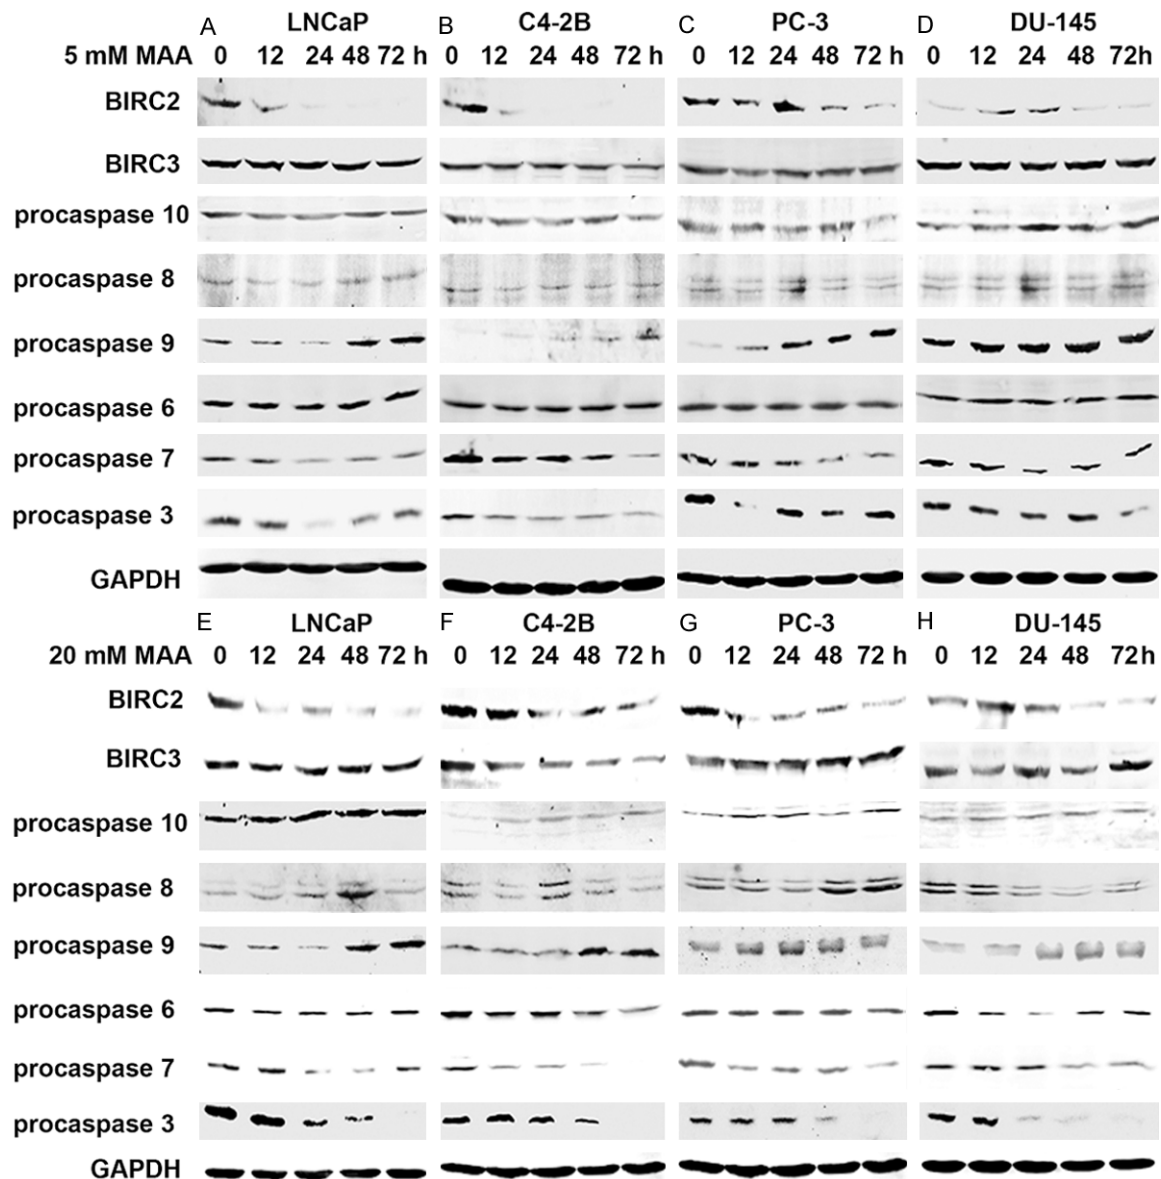 A LNCaP B C4-2B C PC-3 D DU-145
5 mM MAA 0 12 24 48 72 h 0 12 24 48 72 h 0 12 24 48 72 h 0 12 24 48 72h
BIRC2
BIRC3
procaspase 10
procaspase 8
procaspase 9
procaspase 6
procaspase 7
procaspase 3
GAPDH
E LNCaP F C4-2B G PC-3 H DU-145
20 mM MAA 0 12 24 48 72 h 0 12 24 48 72 h 0 12 24 48 72 h 0 12 24 48 72h
BIRC2
BIRC3
procaspase 10
procaspase 8
procaspase 9
procaspase 6
procaspase 7
procaspase 3
GAPDH